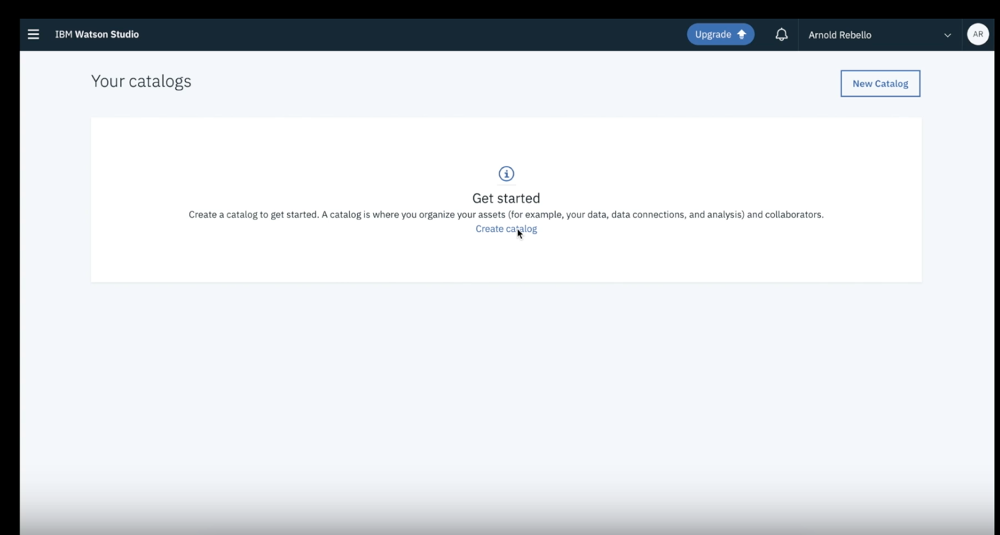 IBM Watson Studio
Upgrade
Arnold Rebello
AR
Your catalogs
New Catalog
Get started
Create a catalog to get started. A catalog is where you organize your assets (for example, your data, data connections, and analysis) and collaborators.
Create catalog